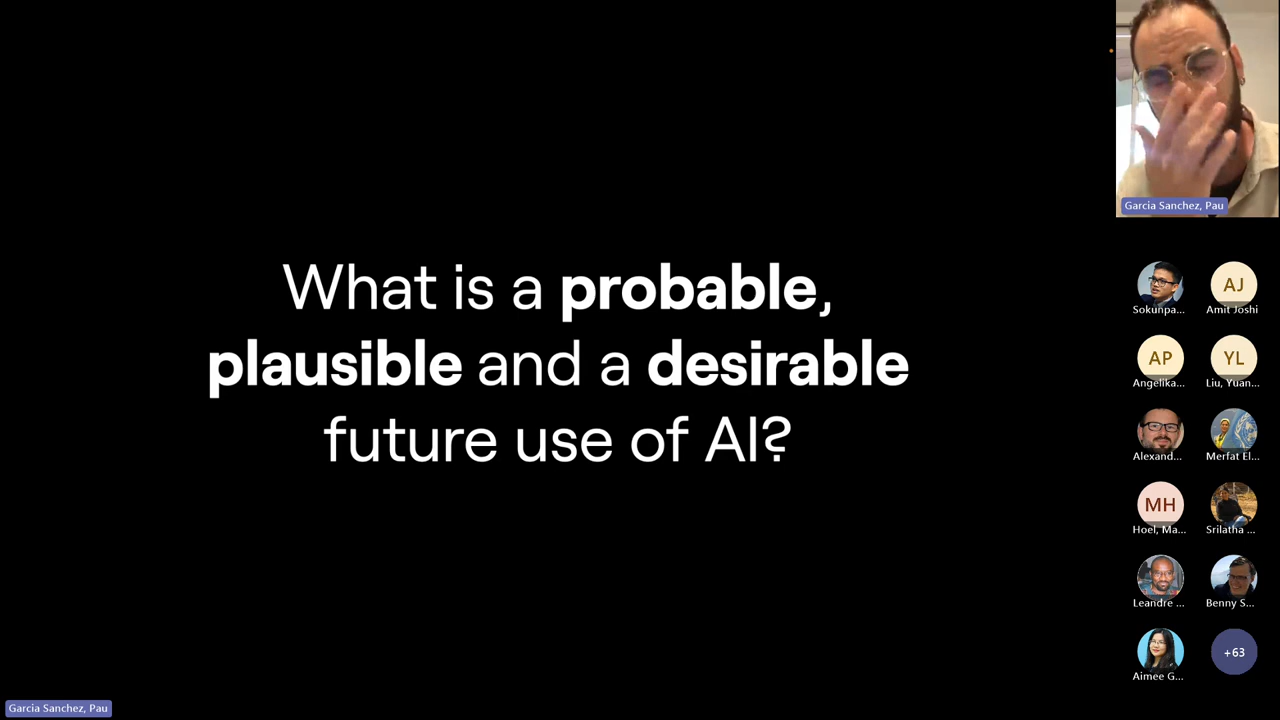 What is a probable,
plausible and a desirable
future use of AI?
Garcia Sanchez, Pau
Sokunpa...
AJ
Amit Joshi
AP
Angelika...
YL
Liu, Yuan...
Alexand...
Merfat El...
MH
Hoel, Ma...
Srilatha ...
Leandre ...
Benny S...
Aimee G...
+63
Garcia Sanchez, Pau